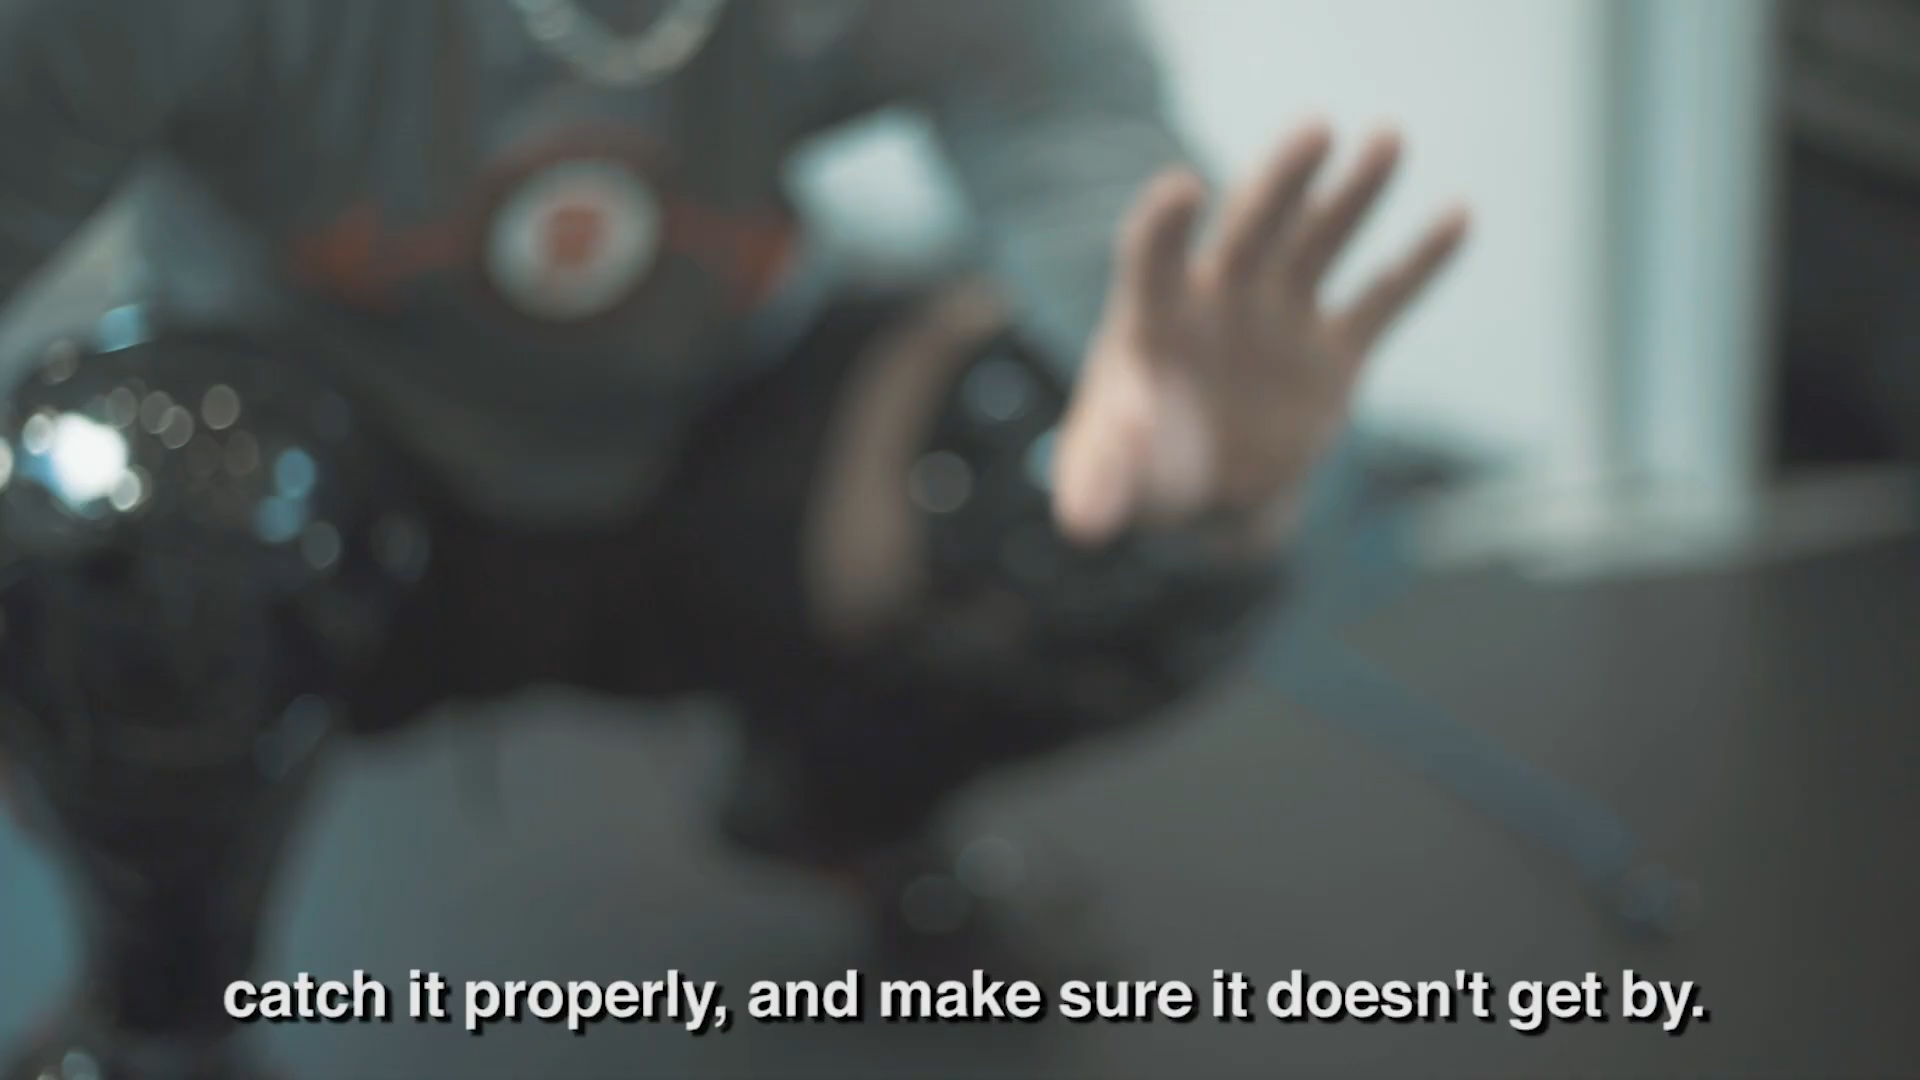 catch it properly, and make sure it doesn't get by.